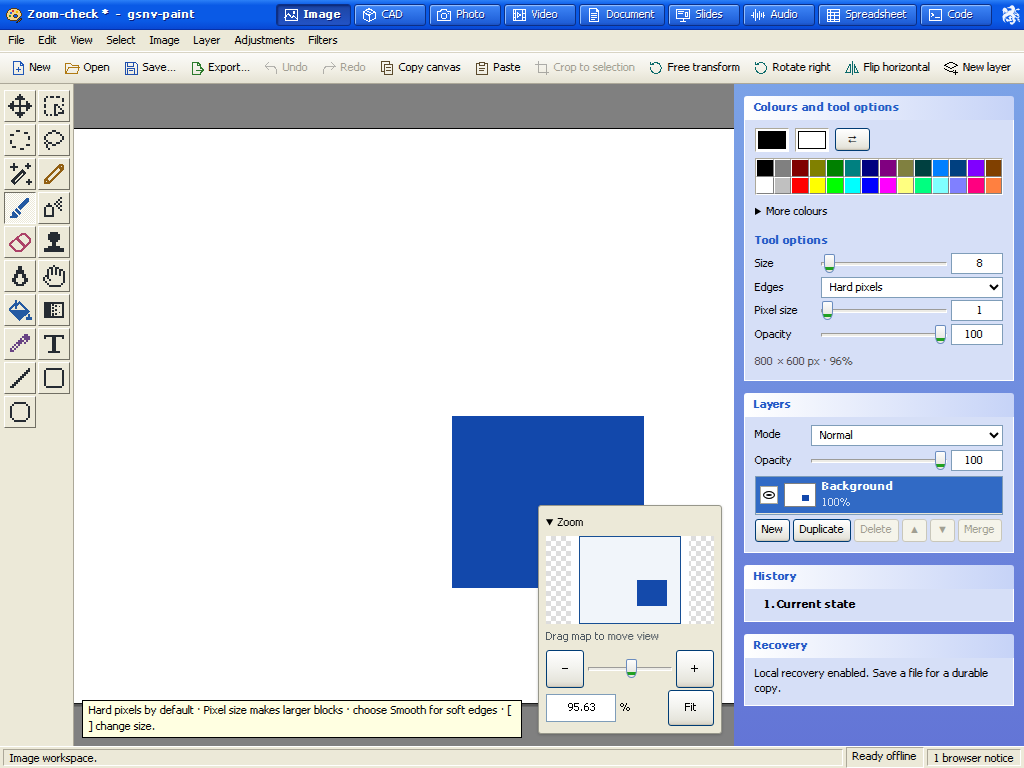 Zoom-check * - gsnv-paint
Image
CAD
Photo
Video
Document
Slides
Audio
Spreadsheet
Code
File Edit View Select Image Layer Adjustments Filters
New Open Save... Export... Undo Redo Copy canvas Paste Crop to selection Free transform Rotate right Flip horizontal New layer
Colours and tool options
⇄
▶ More colours
Tool options
Size 8
Edges Hard pixels
Pixel size 1
Opacity 100
800 × 600 px · 96%
Layers
Mode Normal
Opacity 100
Background
100%
New Duplicate Delete ▲ ▼ Merge
History
1. Current state
Recovery
Local recovery enabled. Save a file for a durable
copy.
▼ Zoom
Drag map to move view
− +
95.63 % Fit
Hard pixels by default · Pixel size makes larger blocks · choose Smooth for soft edges · [
] change size.
Image workspace.
Ready offline
1 browser notice